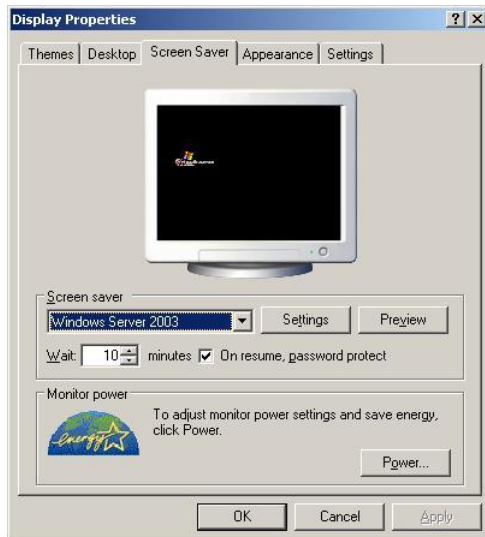 Display Properties
Themes Desktop Screen Saver Appearance Settings
Screen saver
Windows Server 2003 Settings Preview
Wait: 10 minutes On resume, password protect
Monitor power
energy
To adjust monitor power settings and save energy,
click Power.
Power...
OK Cancel Apply